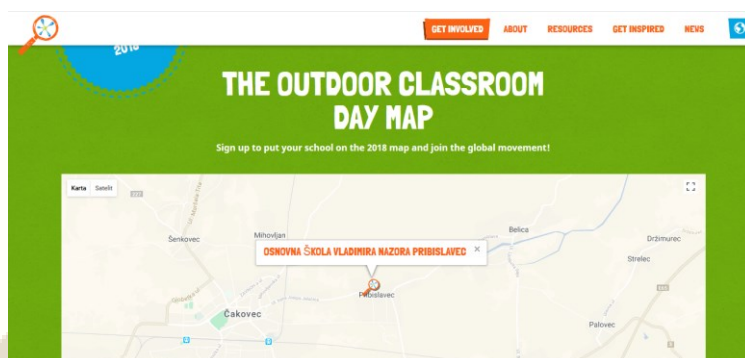 GET INVOLVED ABOUT RESOURCES GET INSPIRED NEWS
2018
THE OUTDOOR CLASSROOM
DAY MAP
Sign up to put your school on the 2018 map and join the global movement!
Karta Satelit
Belica
Mihovljan
Šenkovec
Držimurec
OSNOVNA ŠKOLA VLADIMIRA NAZORA PRIBISLAVEC ×
Strelec
Pribislavec
Čakovec
Palovec